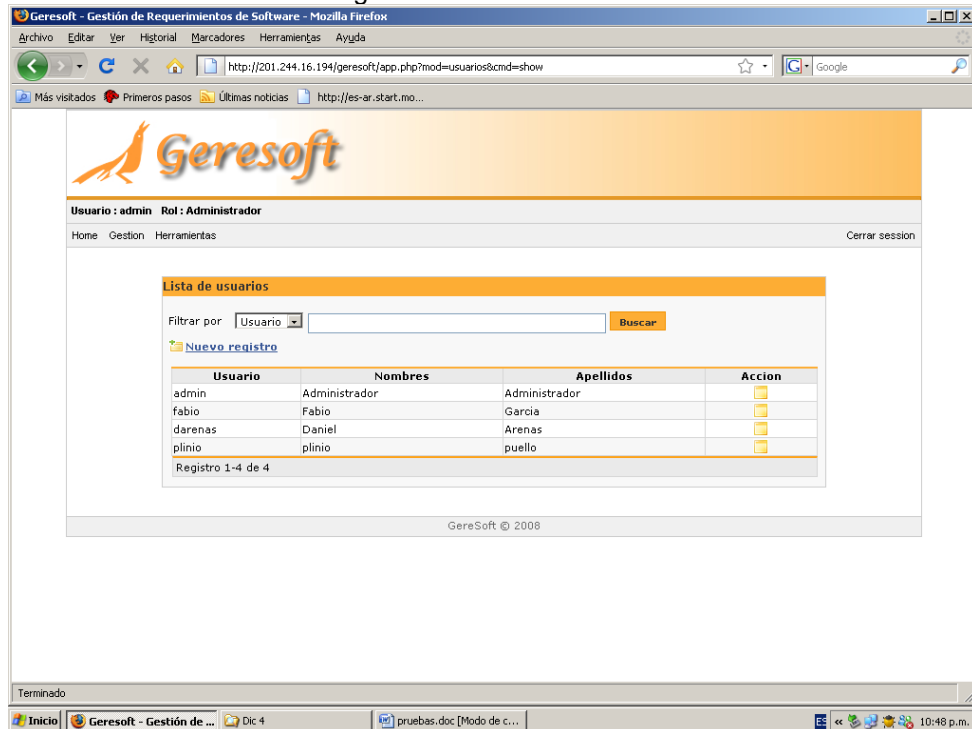 Geresoft - Gestión de Requerimientos de Software - Mozilla Firefox
Archivo Editar Ver Historial Marcadores Herramientas Ayuda
http://201.244.16.194/geresoft/app.php?mod=usuarios&cmd=show
G Google
Más visitados Primeros pasos Últimas noticias http://es-ar.start.mo...
Geresoft
Usuario : admin Rol : Administrador
Home Gestion Herramientas Cerrar session
Lista de usuarios
Filtrar por Usuario Buscar
Nuevo registro
Usuario Nombres Apellidos Accion
admin Administrador Administrador
fabio Fabio Garcia
darenas Daniel Arenas
plinio plinio puello
Registro 1-4 de 4
GereSoft © 2008
Terminado
Inicio Geresoft - Gestión de ... Dic 4 pruebas.doc [Modo de c... ES « 10:48 p.m.